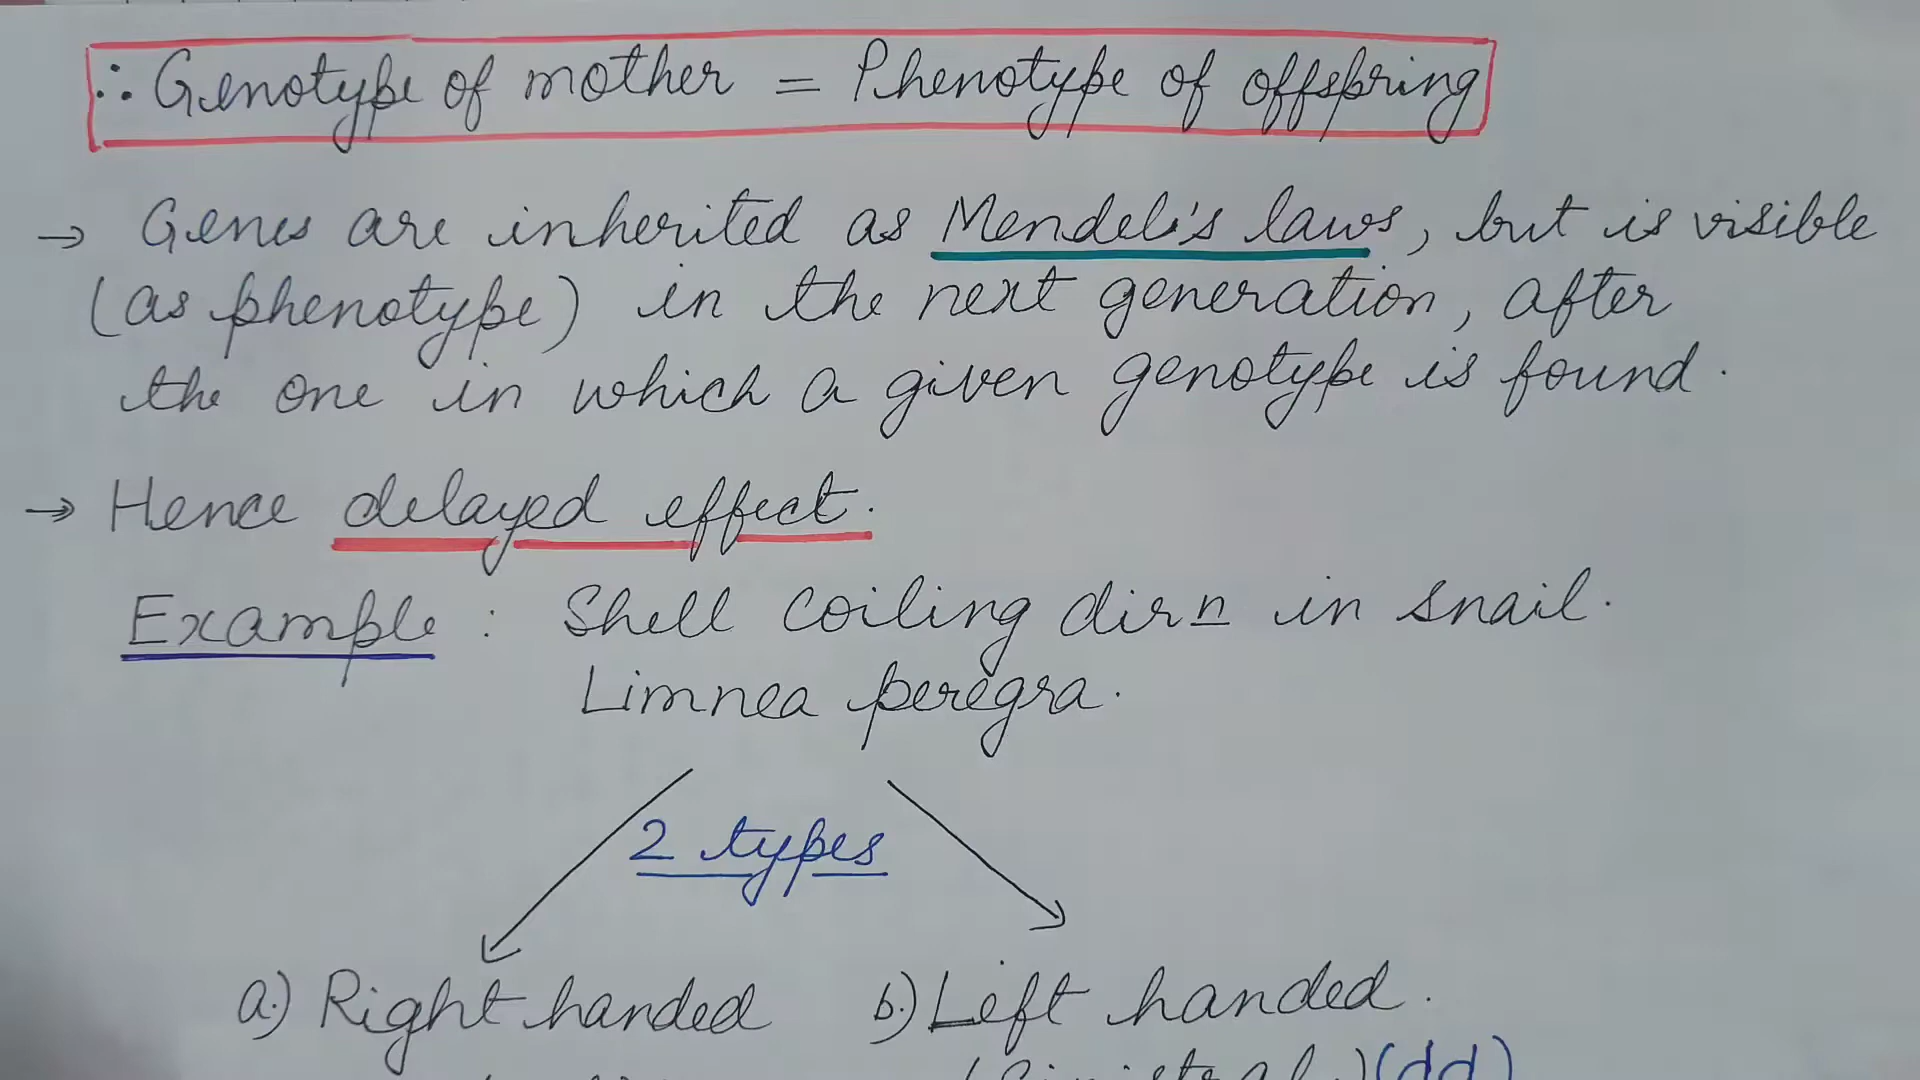 ∴ Genotype of mother = Phenotype of offspring
→ Genes are inherited as Mendel's laws, but is visible
(as phenotype) in the next generation, after
the one in which a given genotype is found.
→ Hence delayed effect.
Example : Shell coiling dirn in snail.
Limnea peregra.
2 types
a.) Right handed b.) Left handed.
(dd)